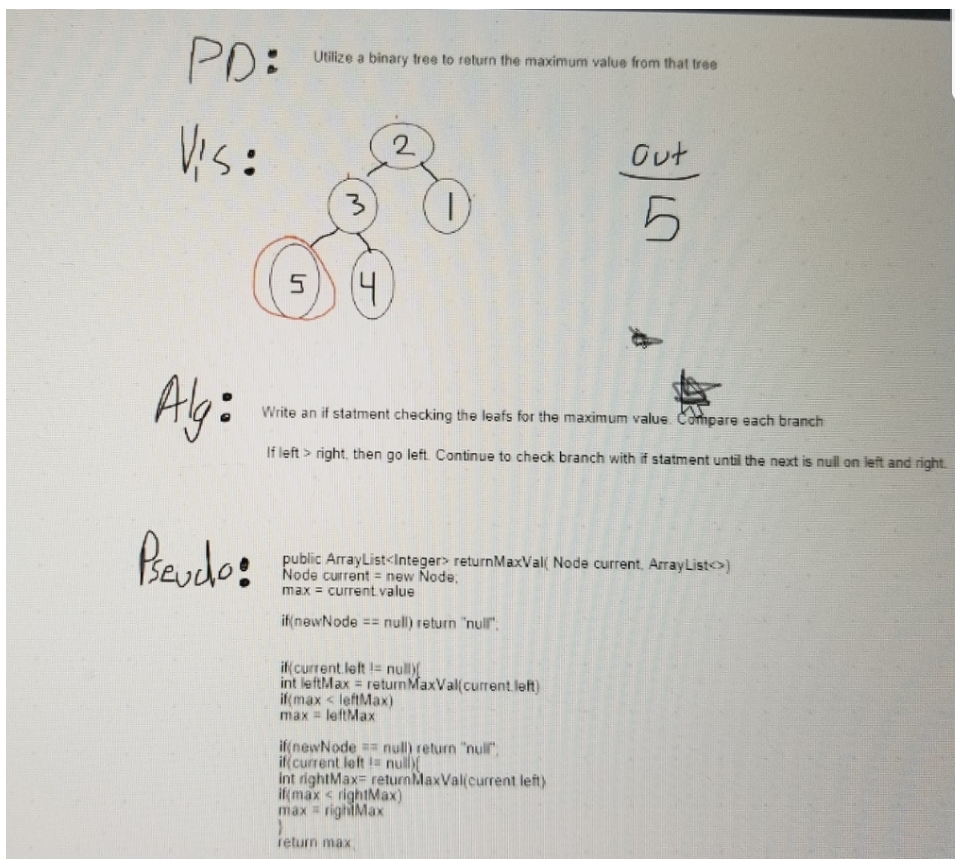 PD: Utilize a binary tree to return the maximum value from that tree
Vis:
2
3 1
5 4
out
5
Alg: Write an if statment checking the leafs for the maximum value. Compare each branch
If left > right, then go left. Continue to check branch with if statment until the next is null on left and right.
Pseudo: public ArrayList<Integer> returnMaxVal( Node current, ArrayList<>)
Node current = new Node;
max = current.value
if(newNode == null) return "null";
if(current.left != null){
int leftMax = returnMaxVal(current.left)
if(max < leftMax)
max = leftMax
if(newNode == null) return "null";
if(current.left != null){
int rightMax= returnMaxVal(current.left)
if(max < rightMax)
max = rightMax
}
return max;